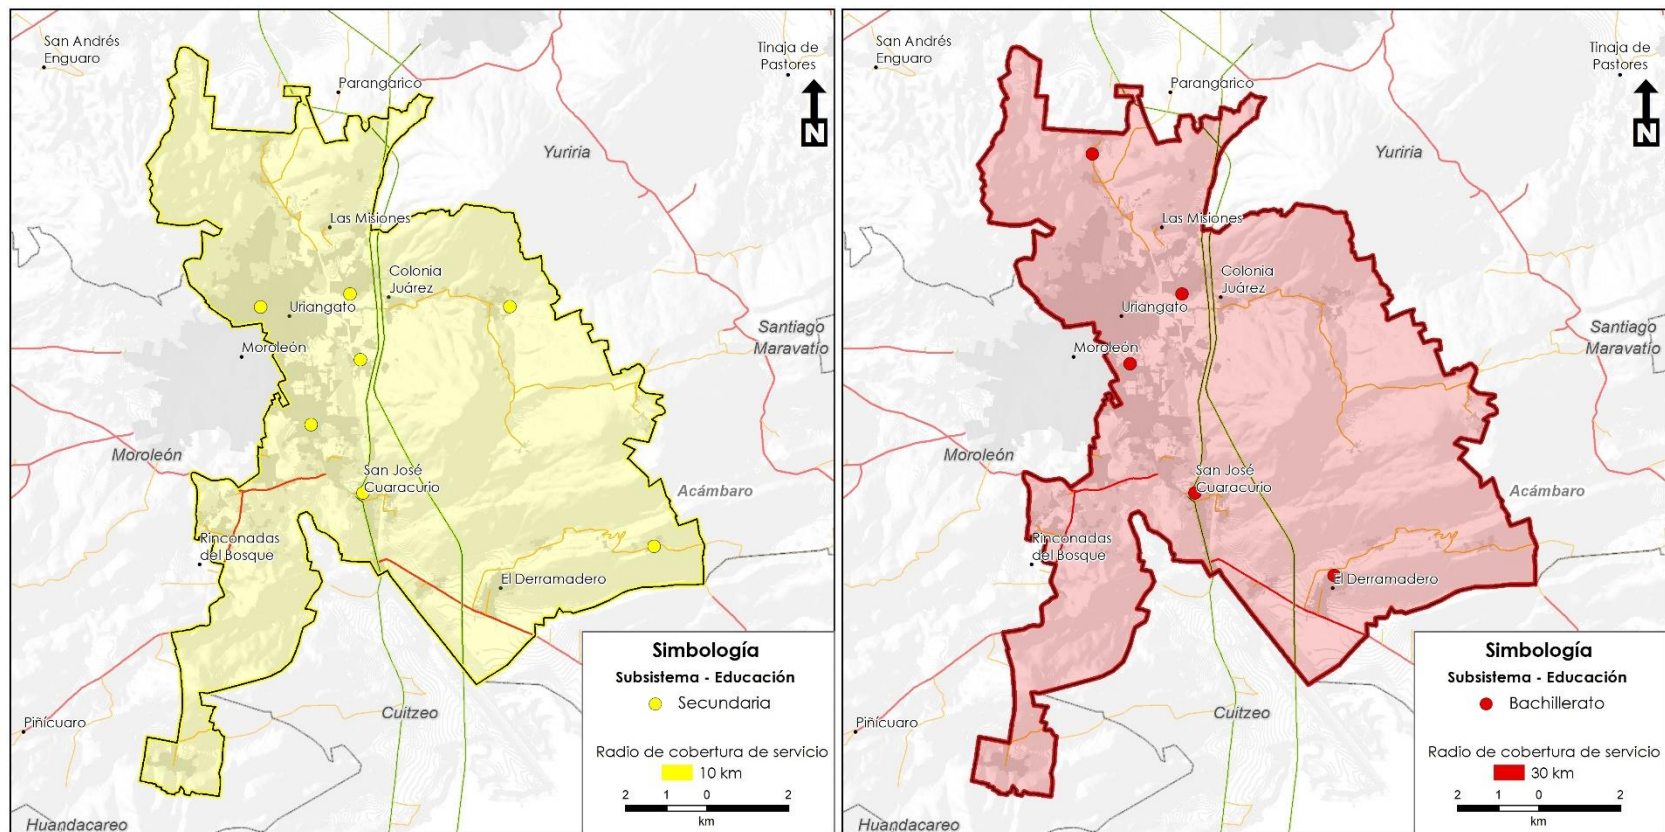 San Andrés
Enguaro
Tinaja de
Pastores
Parangarico
N
Yuriria
Las Misiones
Colonia
Juárez
Uriangato
Santiago
Maravatio
Moroleón
Moroleón
San José
Cuaracurio
Acámbaro
Rinconadas
del Bosque
El Derramadero
Piñícuaro
Cuitzeo
Huandacareo
Simbología
Subsistema - Educación
Secundaria
Radio de cobertura de servicio
10 km
2 1 0 2
km
San Andrés
Enguaro
Tinaja de
Pastores
Parangarico
N
Yuriria
Las Misiones
Colonia
Juárez
Uriangato
Santiago
Maravatio
Moroleón
Moroleón
San José
Cuaracurio
Acámbaro
Rinconadas
del Bosque
El Derramadero
Piñícuaro
Cuitzeo
Huandacareo
Simbología
Subsistema - Educación
Bachillerato
Radio de cobertura de servicio
30 km
2 1 0 2
km